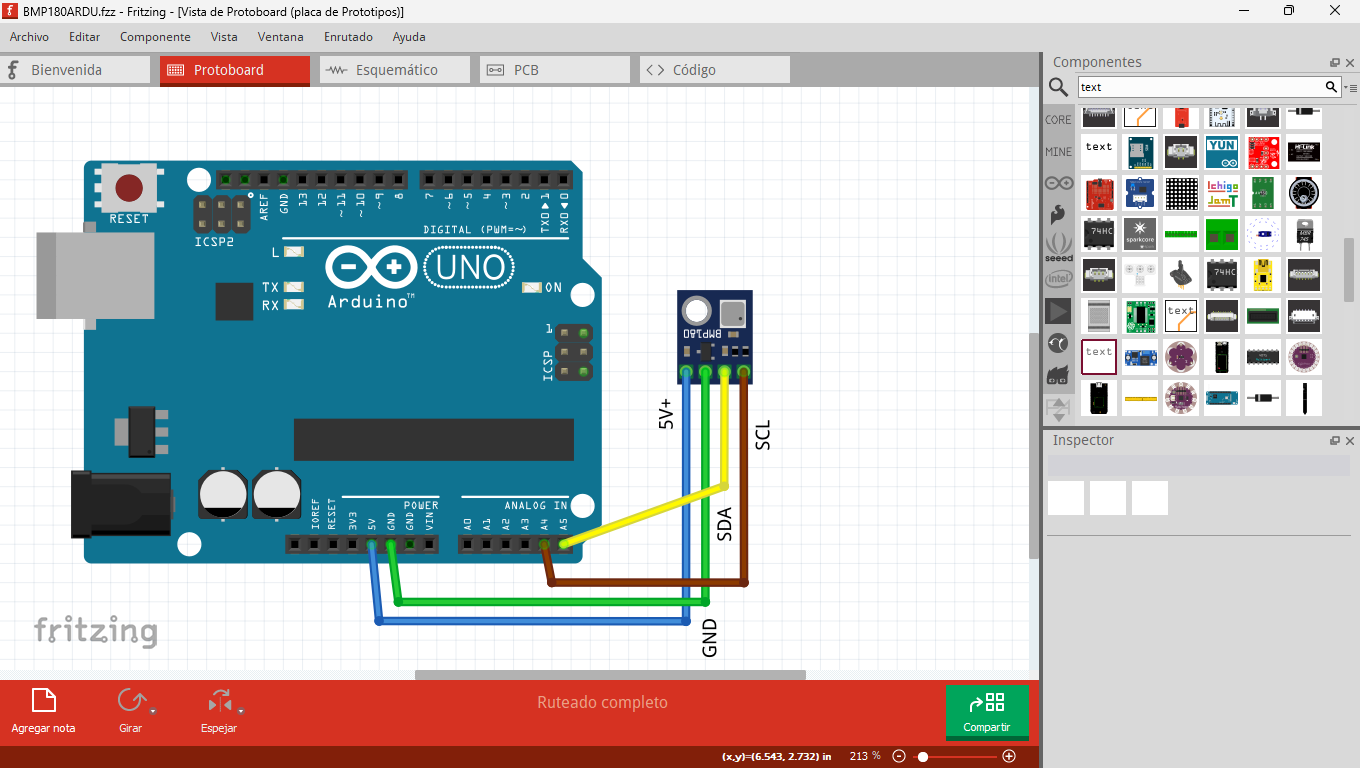 BMP180ARDU.fzz - Fritzing - [Vista de Protoboard (placa de Prototipos)]
Archivo Editar Componente Vista Ventana Enrutado Ayuda
Bienvenida Protoboard Esquemático PCB Código
Componentes
text
CORE
MINE
seeed
intel
text
YUN
Ichigo
JamT
74HC
sparkcore
74HC
text
text
RESET
ICSP2
AREF
GND
13
12
~11
~10
~9
8
7
~6
~5
4
~3
2
TX0▶1
RX0◀0
DIGITAL (PWM=~)
L
TX
RX
UNO
Arduino™
ON
1
ICSP
BMP180
5V+
SCL
SDA
GND
POWER
ANALOG IN
IOREF
RESET
3V3
5V
GND
GND
VIN
A0
A1
A2
A3
A4
A5
fritzing
Inspector
Agregar nota
Girar
Espejar
Ruteado completo
Compartir
(x,y)=(6.543, 2.732) in 213 %